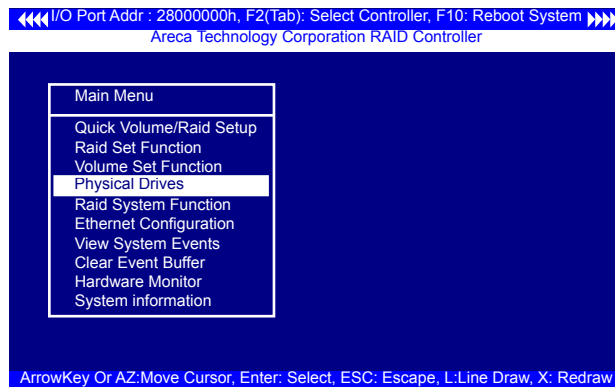 I/O Port Addr : 28000000h, F2(Tab): Select Controller, F10: Reboot System
Areca Technology Corporation RAID Controller
Main Menu
Quick Volume/Raid Setup
Raid Set Function
Volume Set Function
Physical Drives
Raid System Function
Ethernet Configuration
View System Events
Clear Event Buffer
Hardware Monitor
System information
ArrowKey Or AZ:Move Cursor, Enter: Select, ESC: Escape, L:Line Draw, X: Redraw